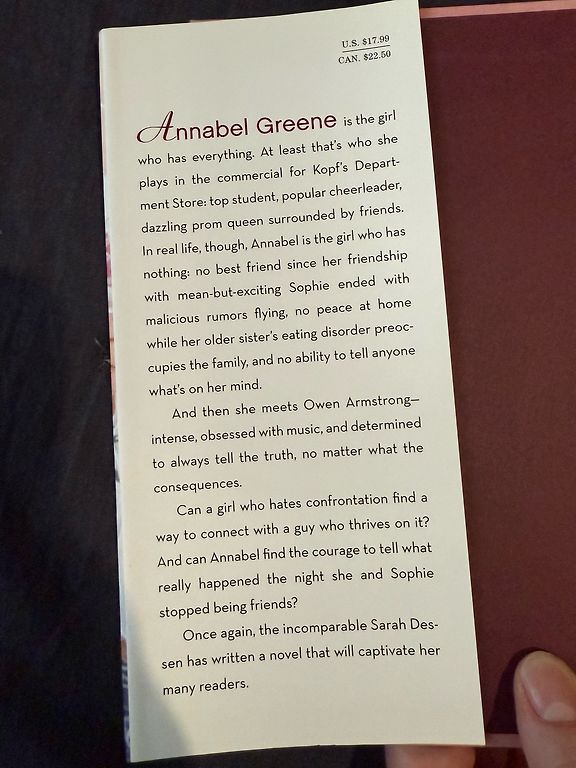 U.S. $17.99
CAN. $22.50
Annabel Greene is the girl
who has everything. At least that's who she
plays in the commercial for Kopf's Depart-
ment Store: top student, popular cheerleader,
dazzling prom queen surrounded by friends.
In real life, though, Annabel is the girl who has
nothing: no best friend since her friendship
with mean-but-exciting Sophie ended with
malicious rumors flying, no peace at home
while her older sister's eating disorder preoc-
cupies the family, and no ability to tell anyone
what's on her mind.
And then she meets Owen Armstrong—
intense, obsessed with music, and determined
to always tell the truth, no matter what the
consequences.
Can a girl who hates confrontation find a
way to connect with a guy who thrives on it?
And can Annabel find the courage to tell what
really happened the night she and Sophie
stopped being friends?
Once again, the incomparable Sarah Des-
sen has written a novel that will captivate her
many readers.